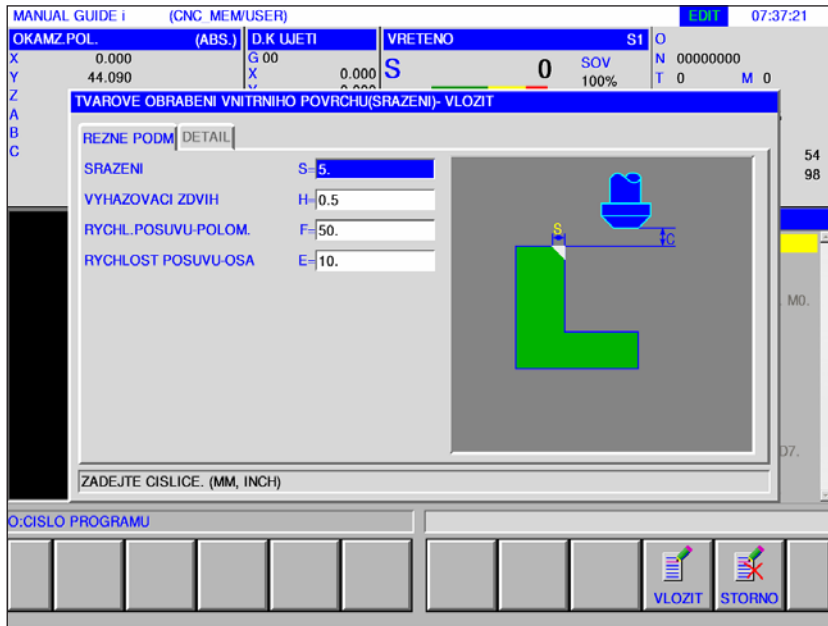 MANUAL GUIDE i (CNC_MEM/USER) EDIT 07:37:21
OKAMZ.POL. (ABS.) D.K UJETI VRETENO S1 O
X 0.000 G 00 N 00000000
Y 44.090 X 0.000 S 0 SOV 100% T 0 M 0
Z
TVAROVE OBRABENI VNITRNIHO POVRCHU(SRAZENI)- VLOZIT
A
B
C
REZNE PODM DETAIL
54
98
SRAZENI S=5.
VYHAZOVACI ZDVIH H=0.5
RYCHL.POSUVU-POLOM. F=50.
RYCHLOST POSUVU-OSA E=10.
S
C
M0.
D7.
ZADEJTE CISLICE. (MM, INCH)
O:CISLO PROGRAMU
VLOZIT STORNO